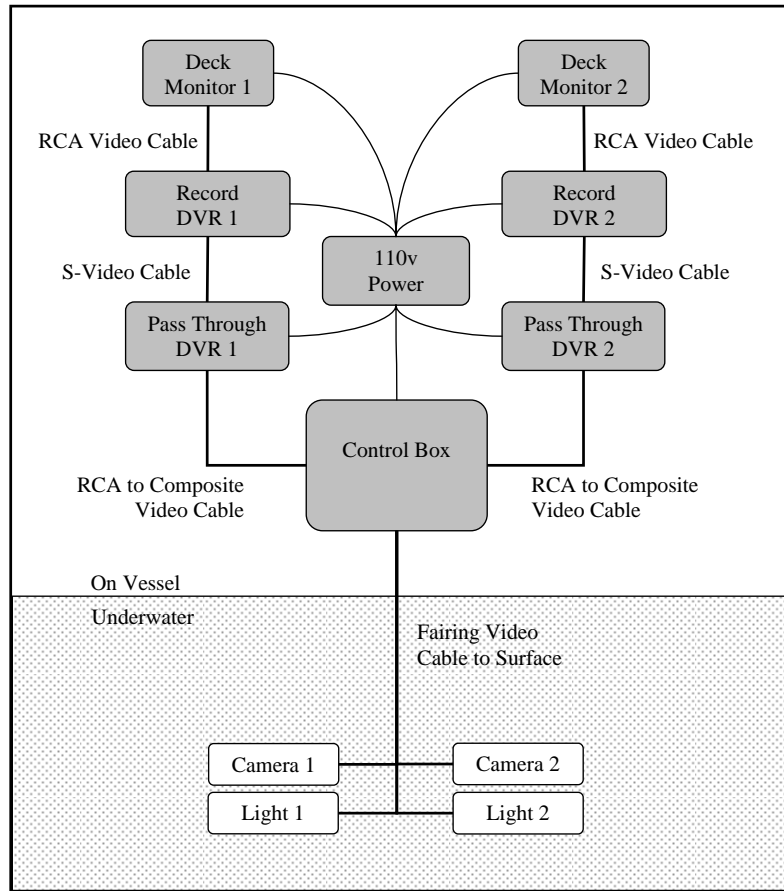 Deck
Monitor 1
Deck
Monitor 2
RCA Video Cable
RCA Video Cable
Record
DVR 1
Record
DVR 2
110v
Power
S-Video Cable
S-Video Cable
Pass Through
DVR 1
Pass Through
DVR 2
Control Box
RCA to Composite
Video Cable
RCA to Composite
Video Cable
On Vessel
Underwater
Fairing Video
Cable to Surface
Camera 1
Camera 2
Light 1
Light 2